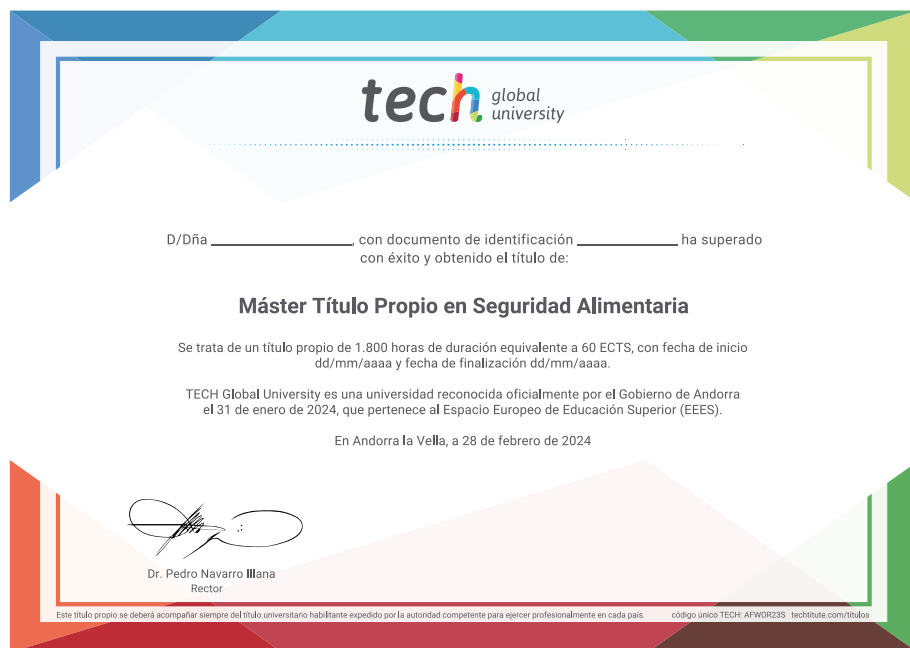 tech global university
D/Dña ____________________, con documento de identificación ______________ ha superado
con éxito y obtenido el título de:
Máster Título Propio en Seguridad Alimentaria
Se trata de un título propio de 1.800 horas de duración equivalente a 60 ECTS, con fecha de inicio
dd/mm/aaaa y fecha de finalización dd/mm/aaaa.
TECH Global University es una universidad reconocida oficialmente por el Gobierno de Andorra
el 31 de enero de 2024, que pertenece al Espacio Europeo de Educación Superior (EEES).
En Andorra la Vella, a 28 de febrero de 2024
Dr. Pedro Navarro Illana
Rector
Este título propio se deberá acompañar siempre del título universitario habilitante expedido por la autoridad competente para ejercer profesionalmente en cada país. código único TECH: AFWOR23S techtitute.com/titulos